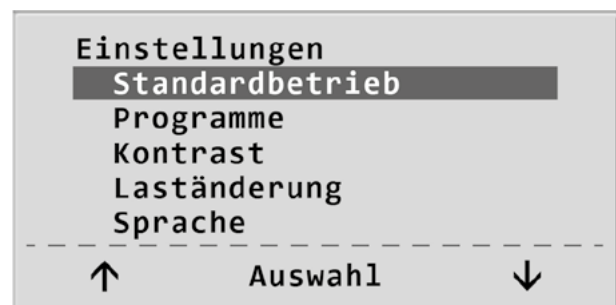 Einstellungen
Standardbetrieb
Programme
Kontrast
Laständerung
Sprache
↑ Auswahl ↓